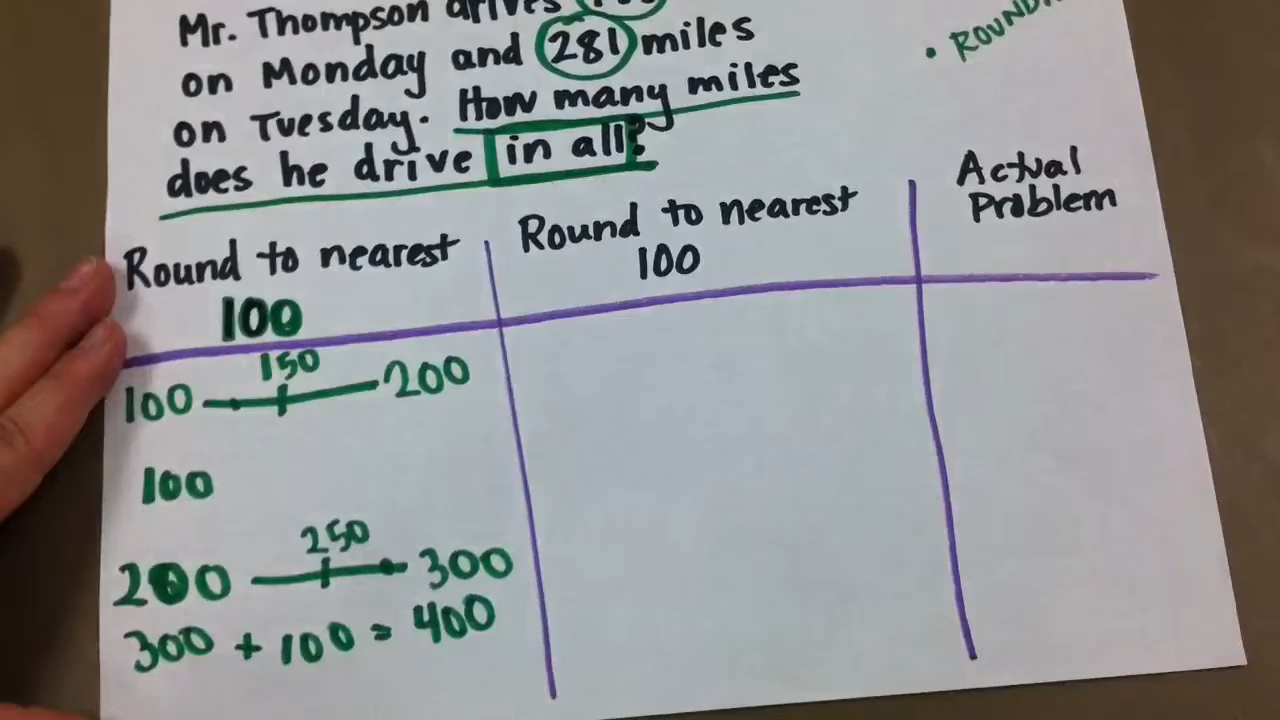 Mr. Thompson drives
on Monday and 281 miles
on Tuesday. How many miles
does he drive in all?
• ROUND
Round to nearest
100
Round to nearest
100
Actual
Problem
150
100 200
100
250
200 300
300 + 100 = 400